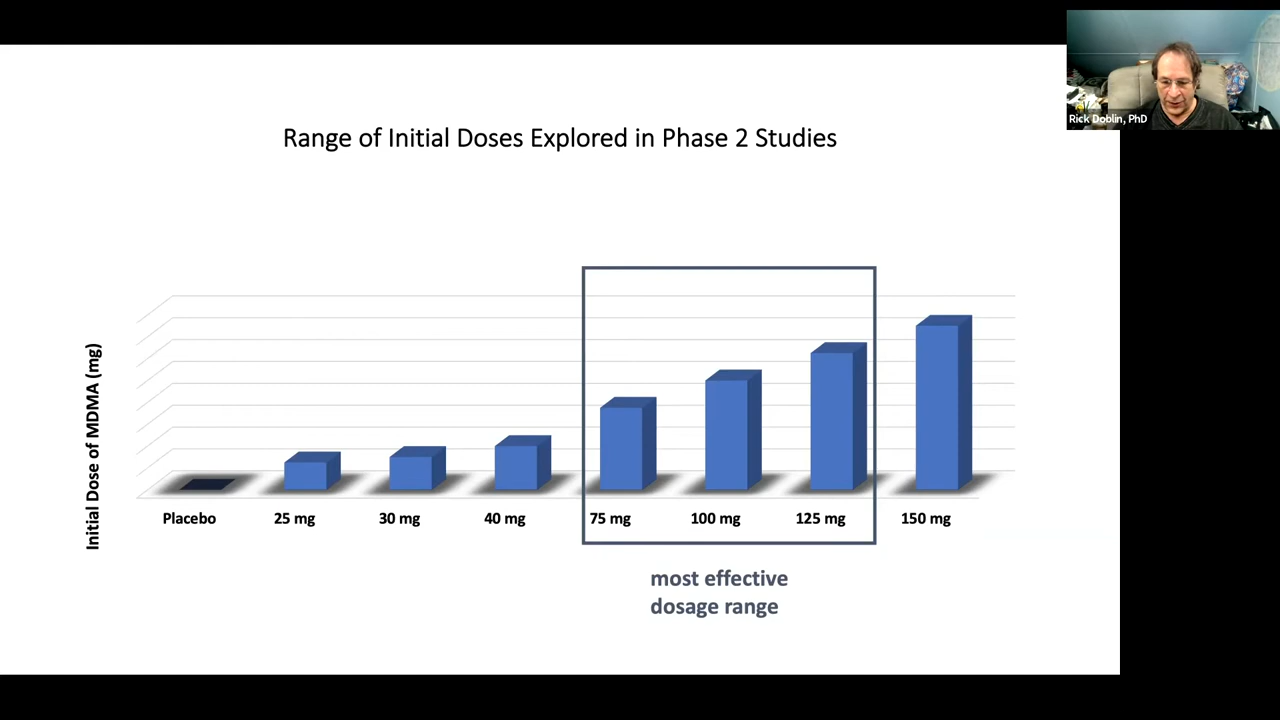 Rick Doblin, PhD
Range of Initial Doses Explored in Phase 2 Studies
Initial Dose of MDMA (mg)
Placebo 25 mg 30 mg 40 mg 75 mg 100 mg 125 mg 150 mg
most effective
dosage range